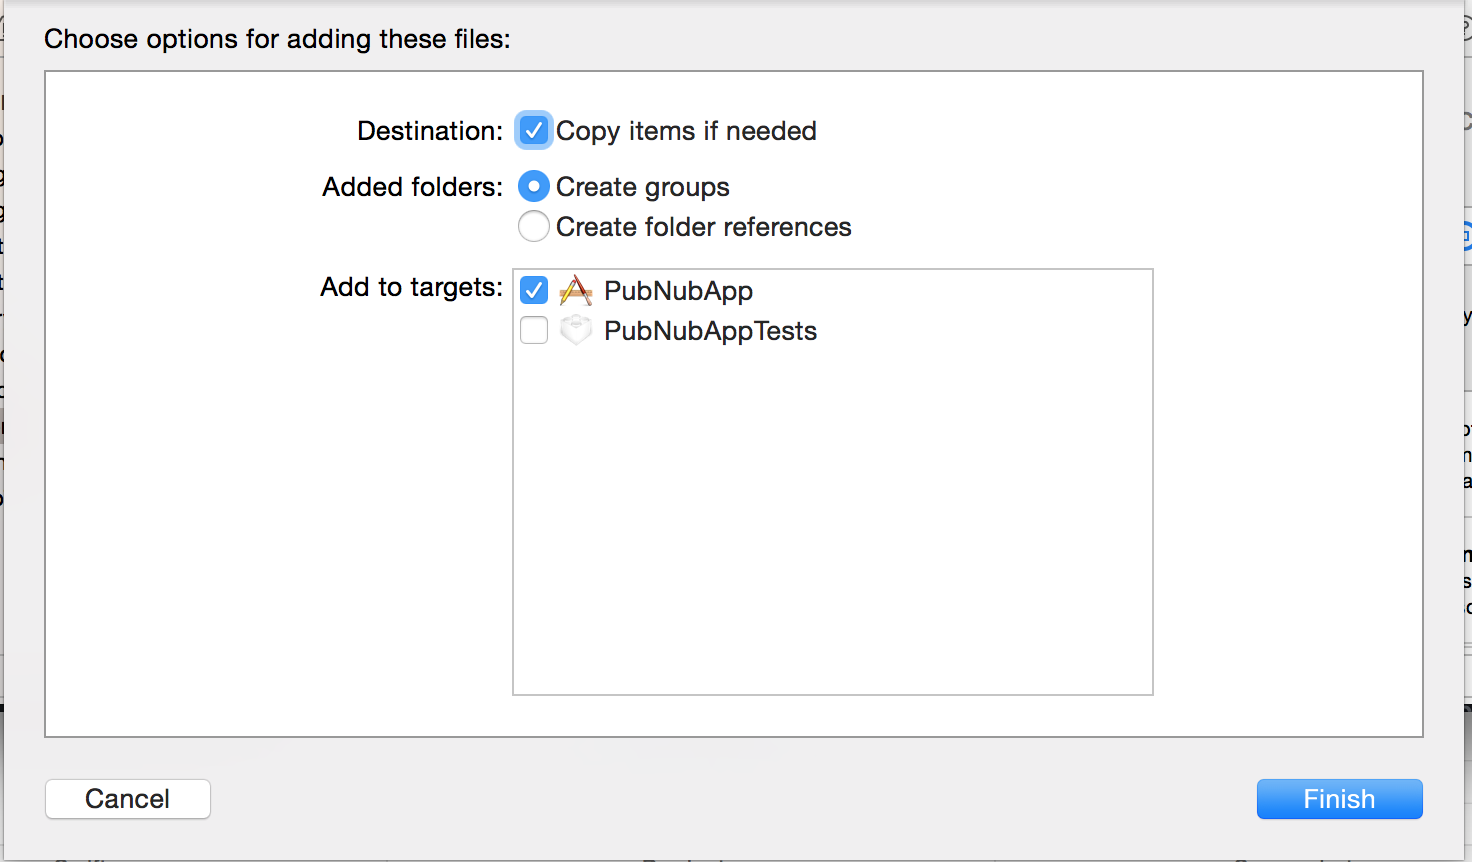 Choose options for adding these files:
Destination: Copy items if needed
Added folders: Create groups
Create folder references
Add to targets: PubNubApp
PubNubAppTests
Cancel Finish